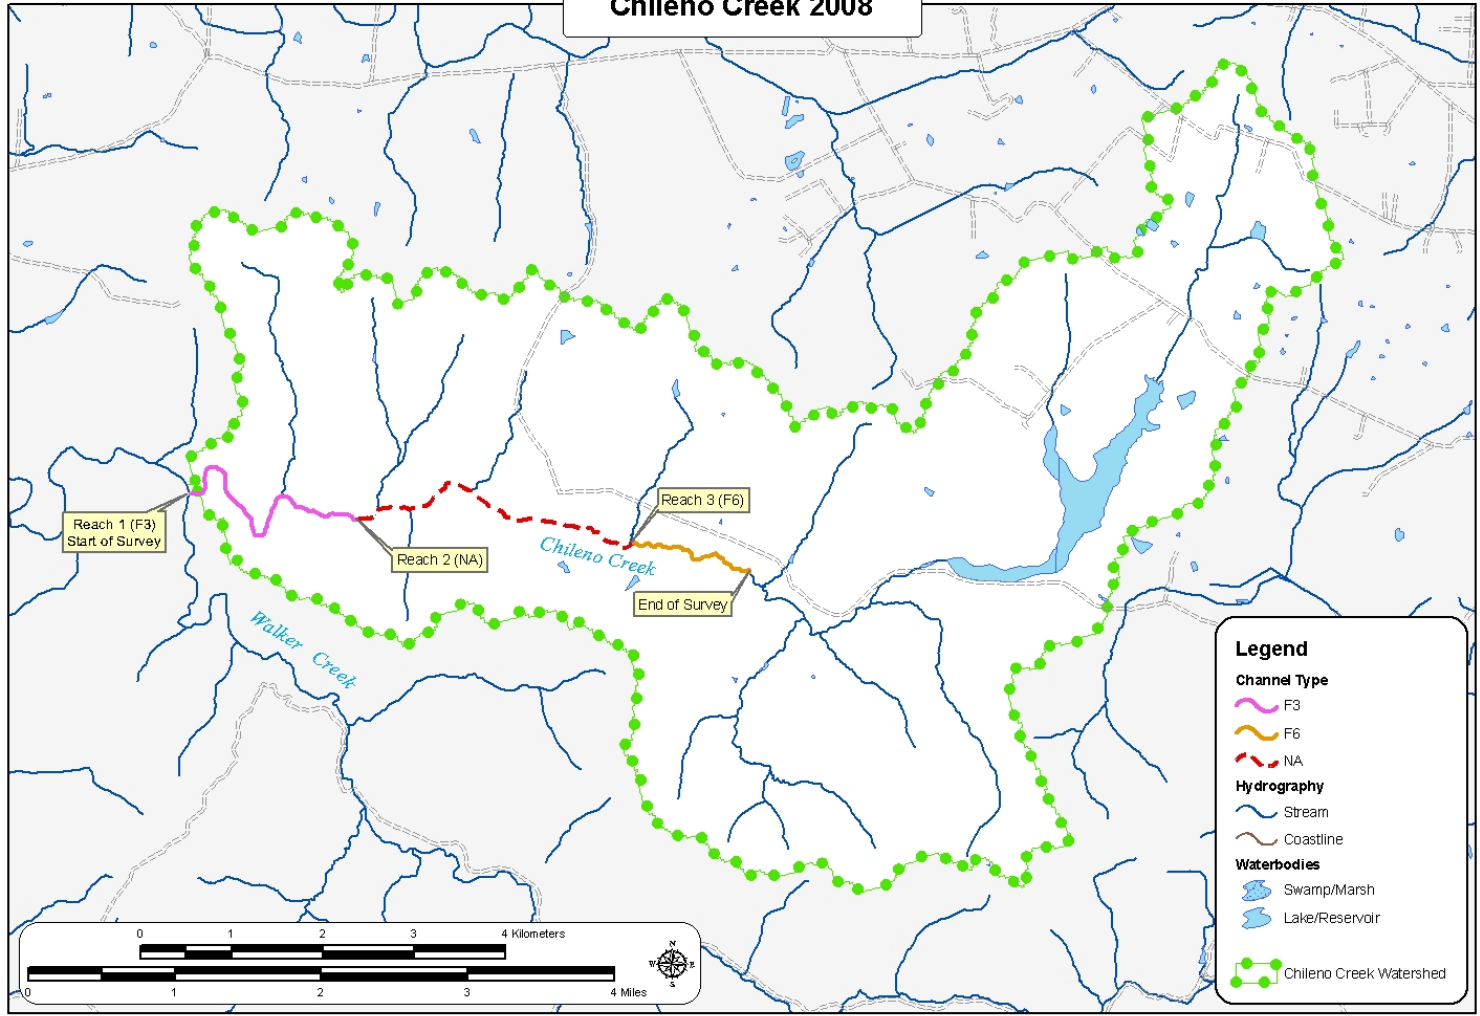 Chileno Creek 2008
Reach 1 (F3)
Start of Survey
Reach 2 (NA)
Reach 3 (F6)
End of Survey
Chileno Creek
Walker Creek
Legend
Channel Type
F3
F6
NA
Hydrography
Stream
Coastline
Waterbodies
Swamp/Marsh
Lake/Reservoir
Chileno Creek Watershed
0 1 2 3 4 Kilometers
0 1 2 3 4 Miles
N
W E
S